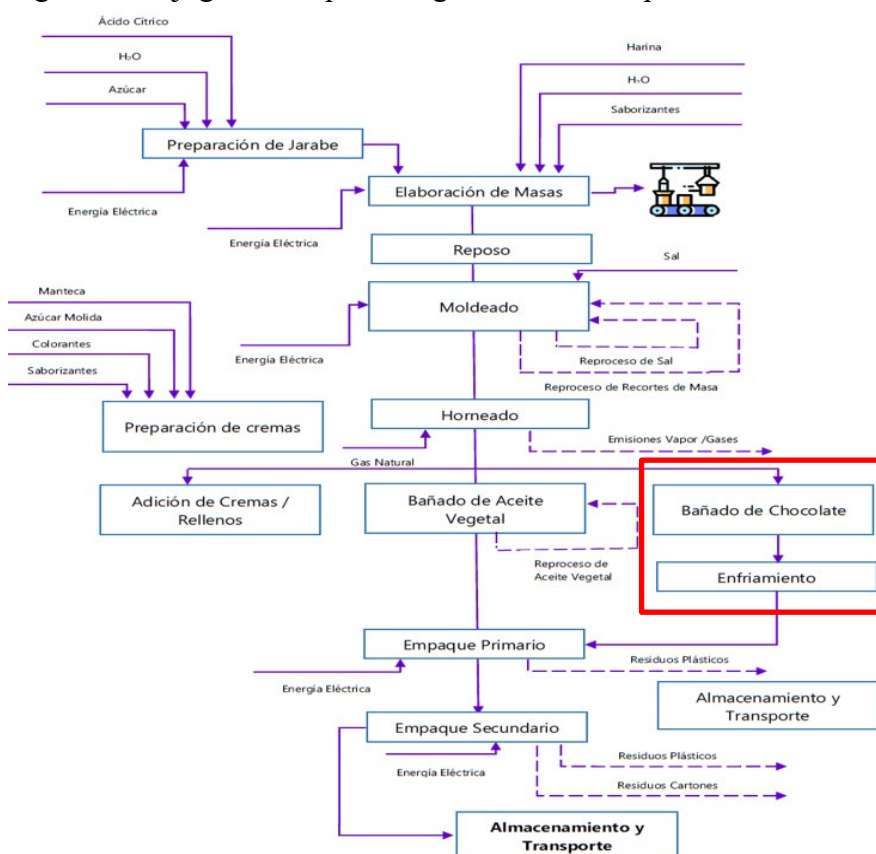 Ácido Cítrico
H₂O
Azúcar
Preparación de Jarabe
Energía Eléctrica
Harina
H₂O
Saborizantes
Elaboración de Masas
Energía Eléctrica
Reposo
Sal
Moldeado
Energía Eléctrica
Reproceso de Sal
Reproceso de Recortes de Masa
Manteca
Azúcar Molida
Colorantes
Saborizantes
Preparación de cremas
Horneado
Emisiones Vapor /Gases
Gas Natural
Adición de Cremas /
Rellenos
Bañado de Aceite
Vegetal
Reproceso de
Aceite Vegetal
Bañado de Chocolate
Enfriamiento
Empaque Primario
Energía Eléctrica
Residuos Plásticos
Almacenamiento y
Transporte
Empaque Secundario
Energía Eléctrica
Residuos Plásticos
Residuos Cartones
Almacenamiento y
Transporte